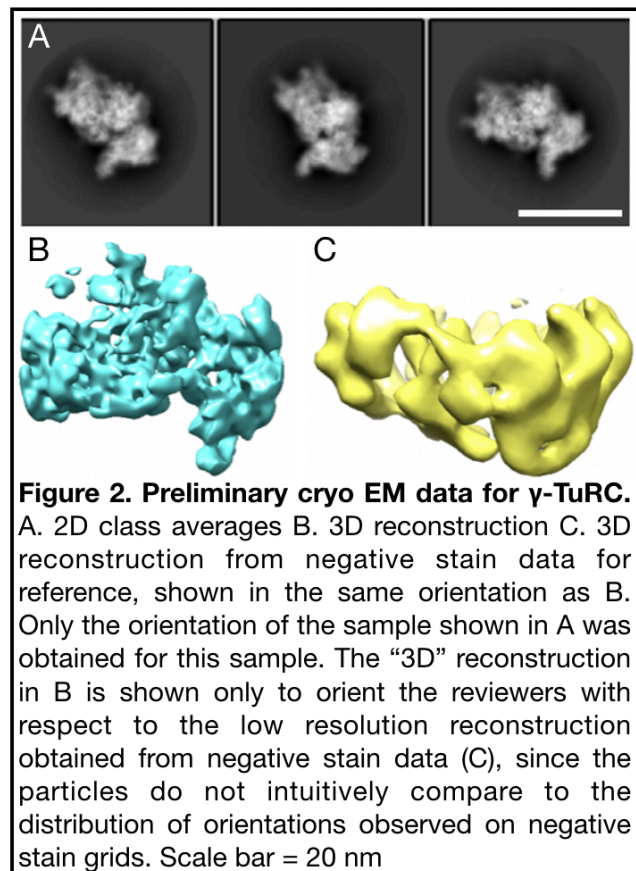 A
B
C
Figure 2. Preliminary cryo EM data for γ-TuRC.
A. 2D class averages B. 3D reconstruction C. 3D
reconstruction from negative stain data for
reference, shown in the same orientation as B.
Only the orientation of the sample shown in A was
obtained for this sample. The “3D” reconstruction
in B is shown only to orient the reviewers with
respect to the low resolution reconstruction
obtained from negative stain data (C), since the
particles do not intuitively compare to the
distribution of orientations observed on negative
stain grids. Scale bar = 20 nm